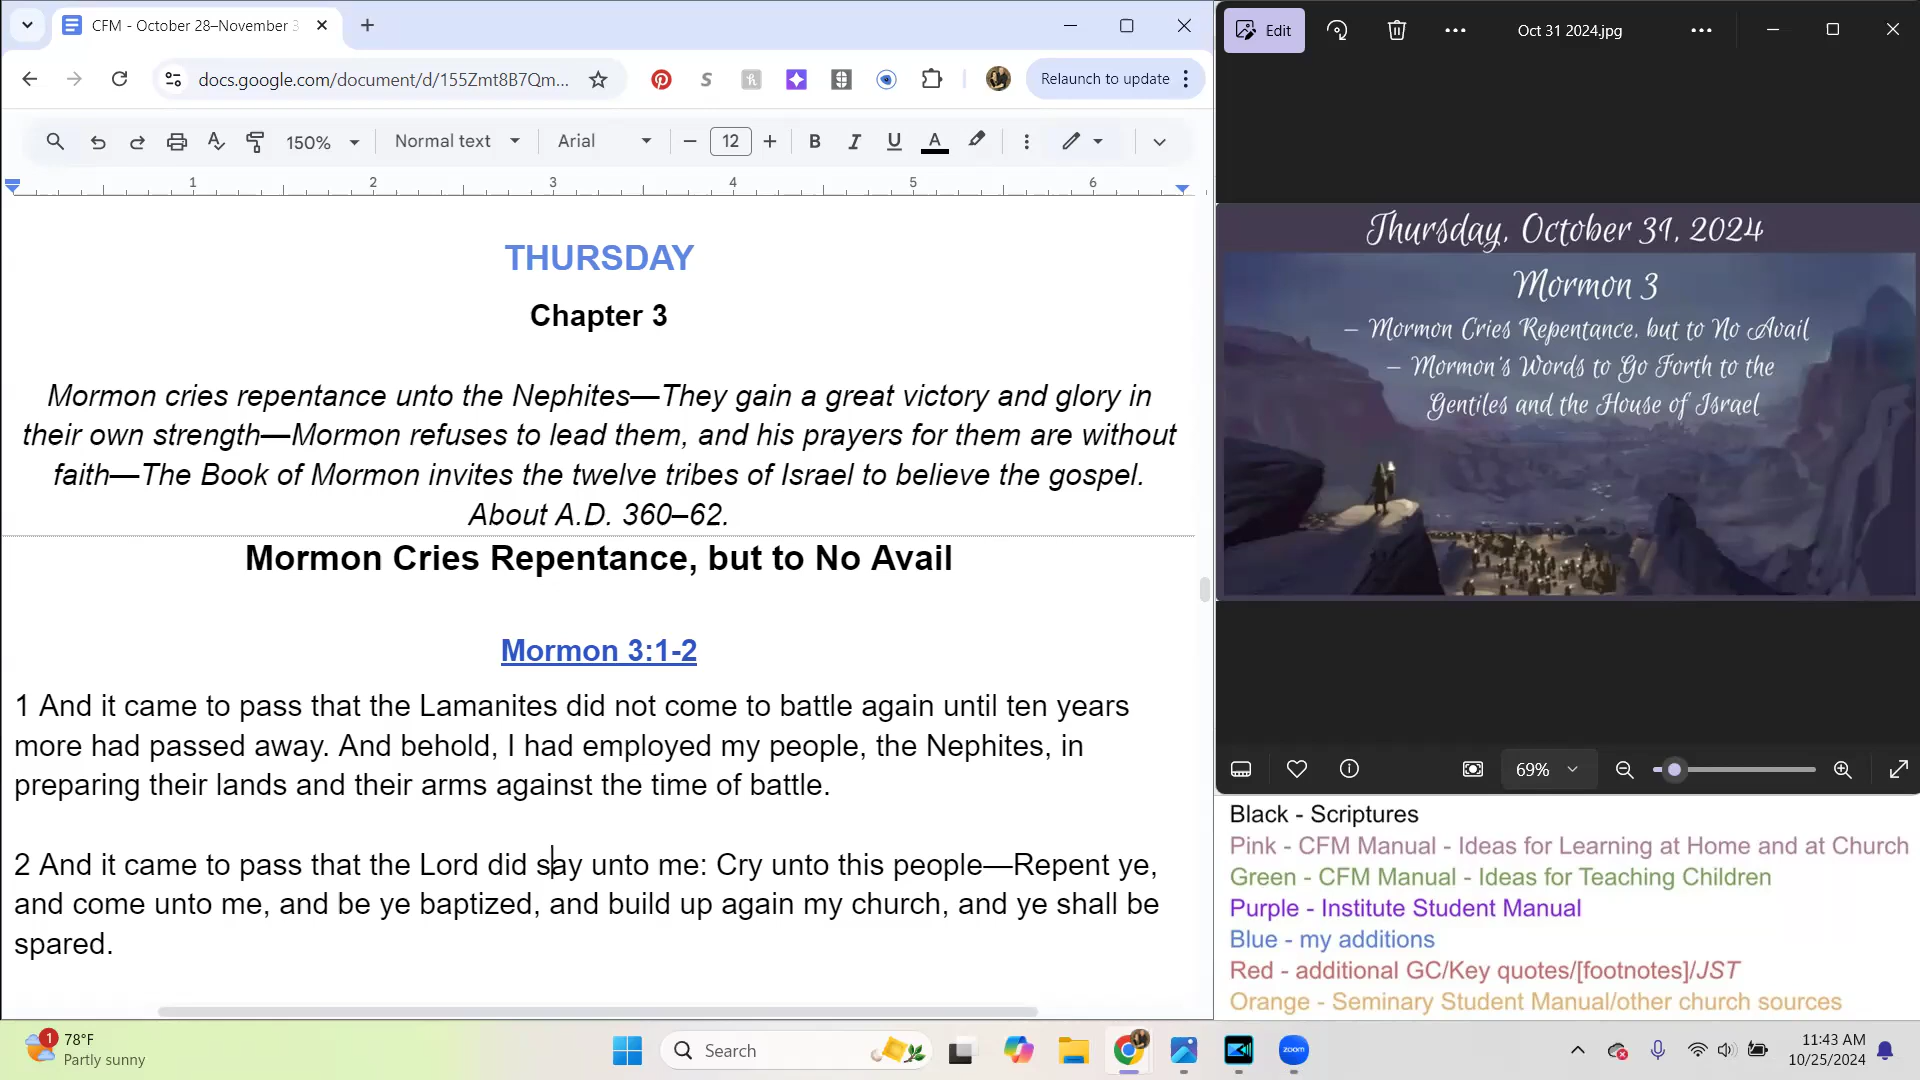 CFM - October 28–November 3
docs.google.com/document/d/155Zmt8B7Qm...
Relaunch to update
150%
Normal text
Arial
12
B
I
U
A
1
2
3
4
5
6
THURSDAY
Chapter 3
Mormon cries repentance unto the Nephites—They gain a great victory and glory in
their own strength—Mormon refuses to lead them, and his prayers for them are without
faith—The Book of Mormon invites the twelve tribes of Israel to believe the gospel.
About A.D. 360–62.
Mormon Cries Repentance, but to No Avail
Mormon 3:1-2
1 And it came to pass that the Lamanites did not come to battle again until ten years
more had passed away. And behold, I had employed my people, the Nephites, in
preparing their lands and their arms against the time of battle.
2 And it came to pass that the Lord did say unto me: Cry unto this people—Repent ye,
and come unto me, and be ye baptized, and build up again my church, and ye shall be
spared.
Edit
Oct 31 2024.jpg
Thursday, October 31, 2024
Mormon 3
– Mormon Cries Repentance, but to No Avail
– Mormon's Words to Go Forth to the
Gentiles and the House of Israel
69%
Black - Scriptures
Pink - CFM Manual - Ideas for Learning at Home and at Church
Green - CFM Manual - Ideas for Teaching Children
Purple - Institute Student Manual
Blue - my additions
Red - additional GC/Key quotes/[footnotes]/JST
Orange - Seminary Student Manual/other church sources
1
78°F
Partly sunny
Search
zoom
11:43 AM
10/25/2024